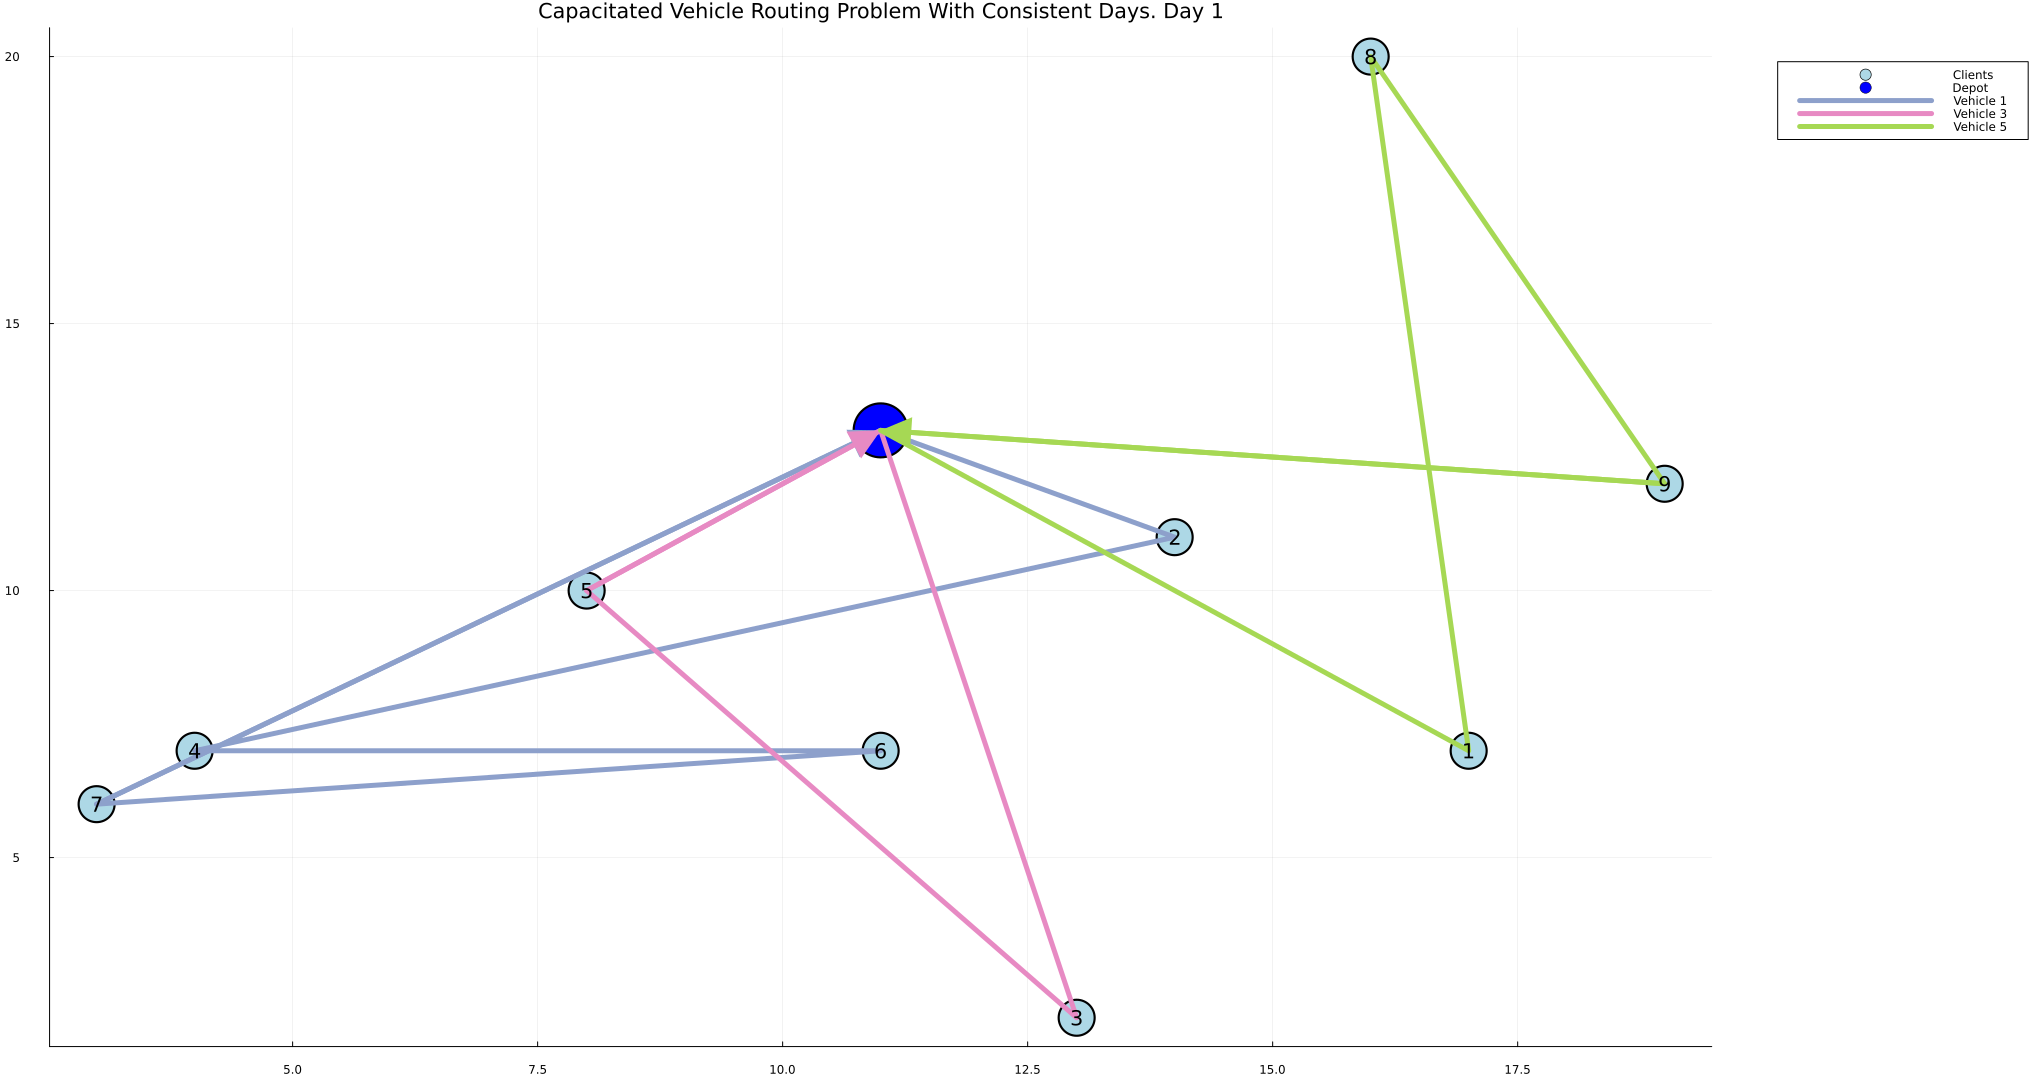 Capacitated Vehicle Routing Problem With Consistent Days. Day 1
20
15
10
5
5.0 7.5 10.0 12.5 15.0 17.5
8
9
2
5
4
6
1
7
3
Clients
Depot
Vehicle 1
Vehicle 3
Vehicle 5